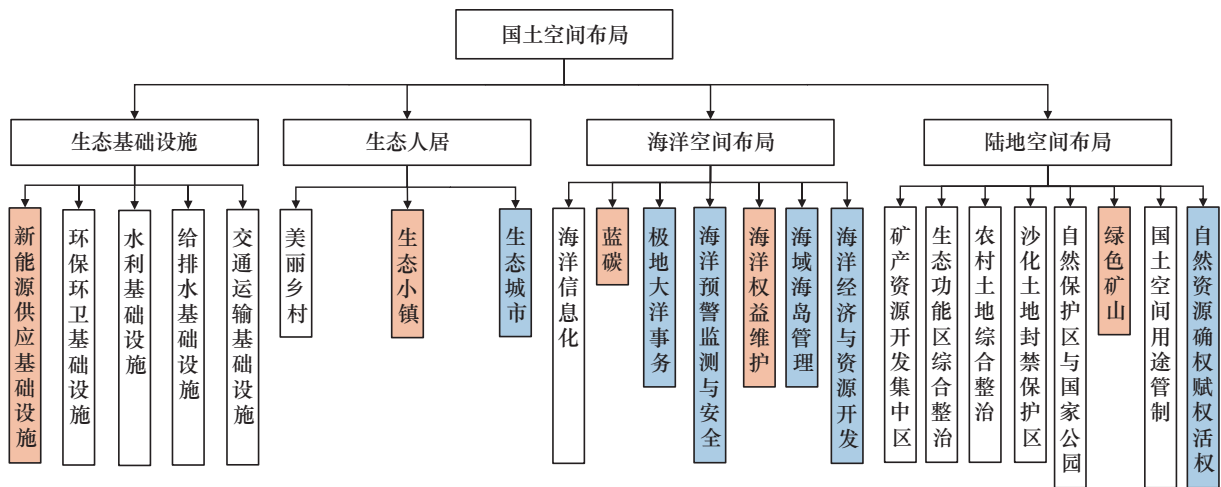 国土空间布局
生态基础设施
生态人居
海洋空间布局
陆地空间布局
新能源供应基础设施
环保环卫基础设施
水利基础设施
给排水基础设施
交通运输基础设施
美丽乡村
生态小镇
生态城市
海洋信息化
蓝碳
极地大洋事务
海洋预警监测与安全
海洋权益维护
海域海岛管理
海洋经济与资源开发
矿产资源开发集中区
生态功能区综合整治
农村土地综合整治
沙化土地封禁保护区
自然保护区与国家公园
绿色矿山
国土空间用途管制
自然资源确权赋权活权